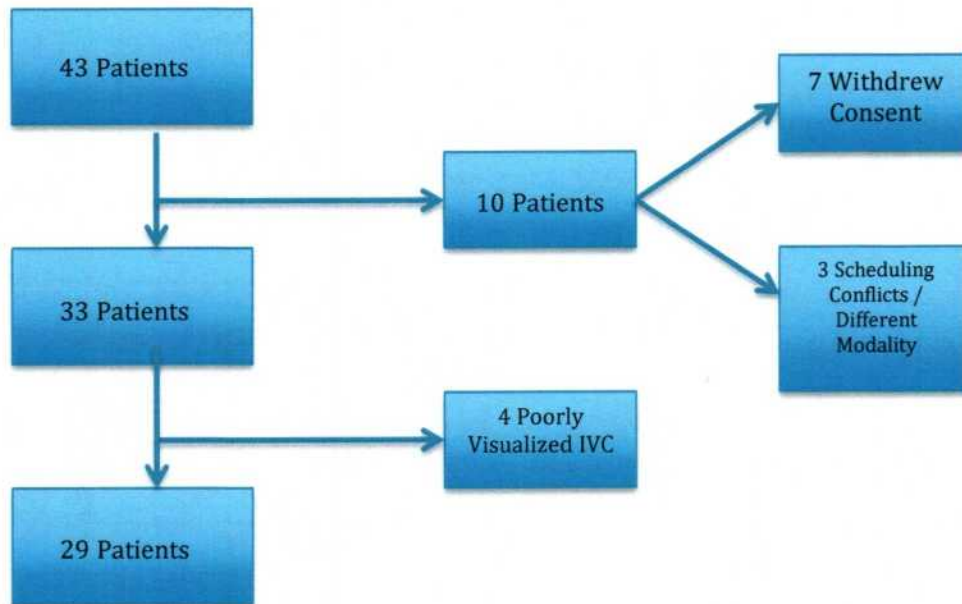 43 Patients
7 Withdrew
Consent
10 Patients
3 Scheduling
Conflicts /
Different
Modality
33 Patients
4 Poorly
Visualized IVC
29 Patients